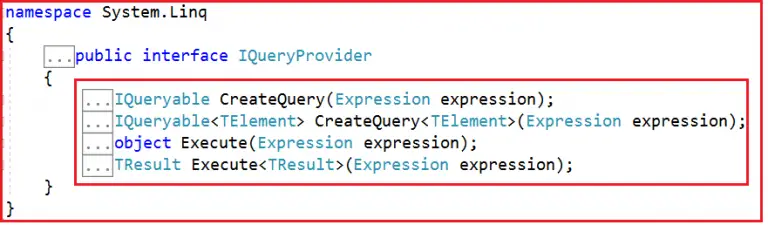 namespace System.Linq
{
...public interface IQueryProvider
{
...IQueryable CreateQuery(Expression expression);
...IQueryable<TElement> CreateQuery<TElement>(Expression expression);
...object Execute(Expression expression);
...TResult Execute<TResult>(Expression expression);
}
}